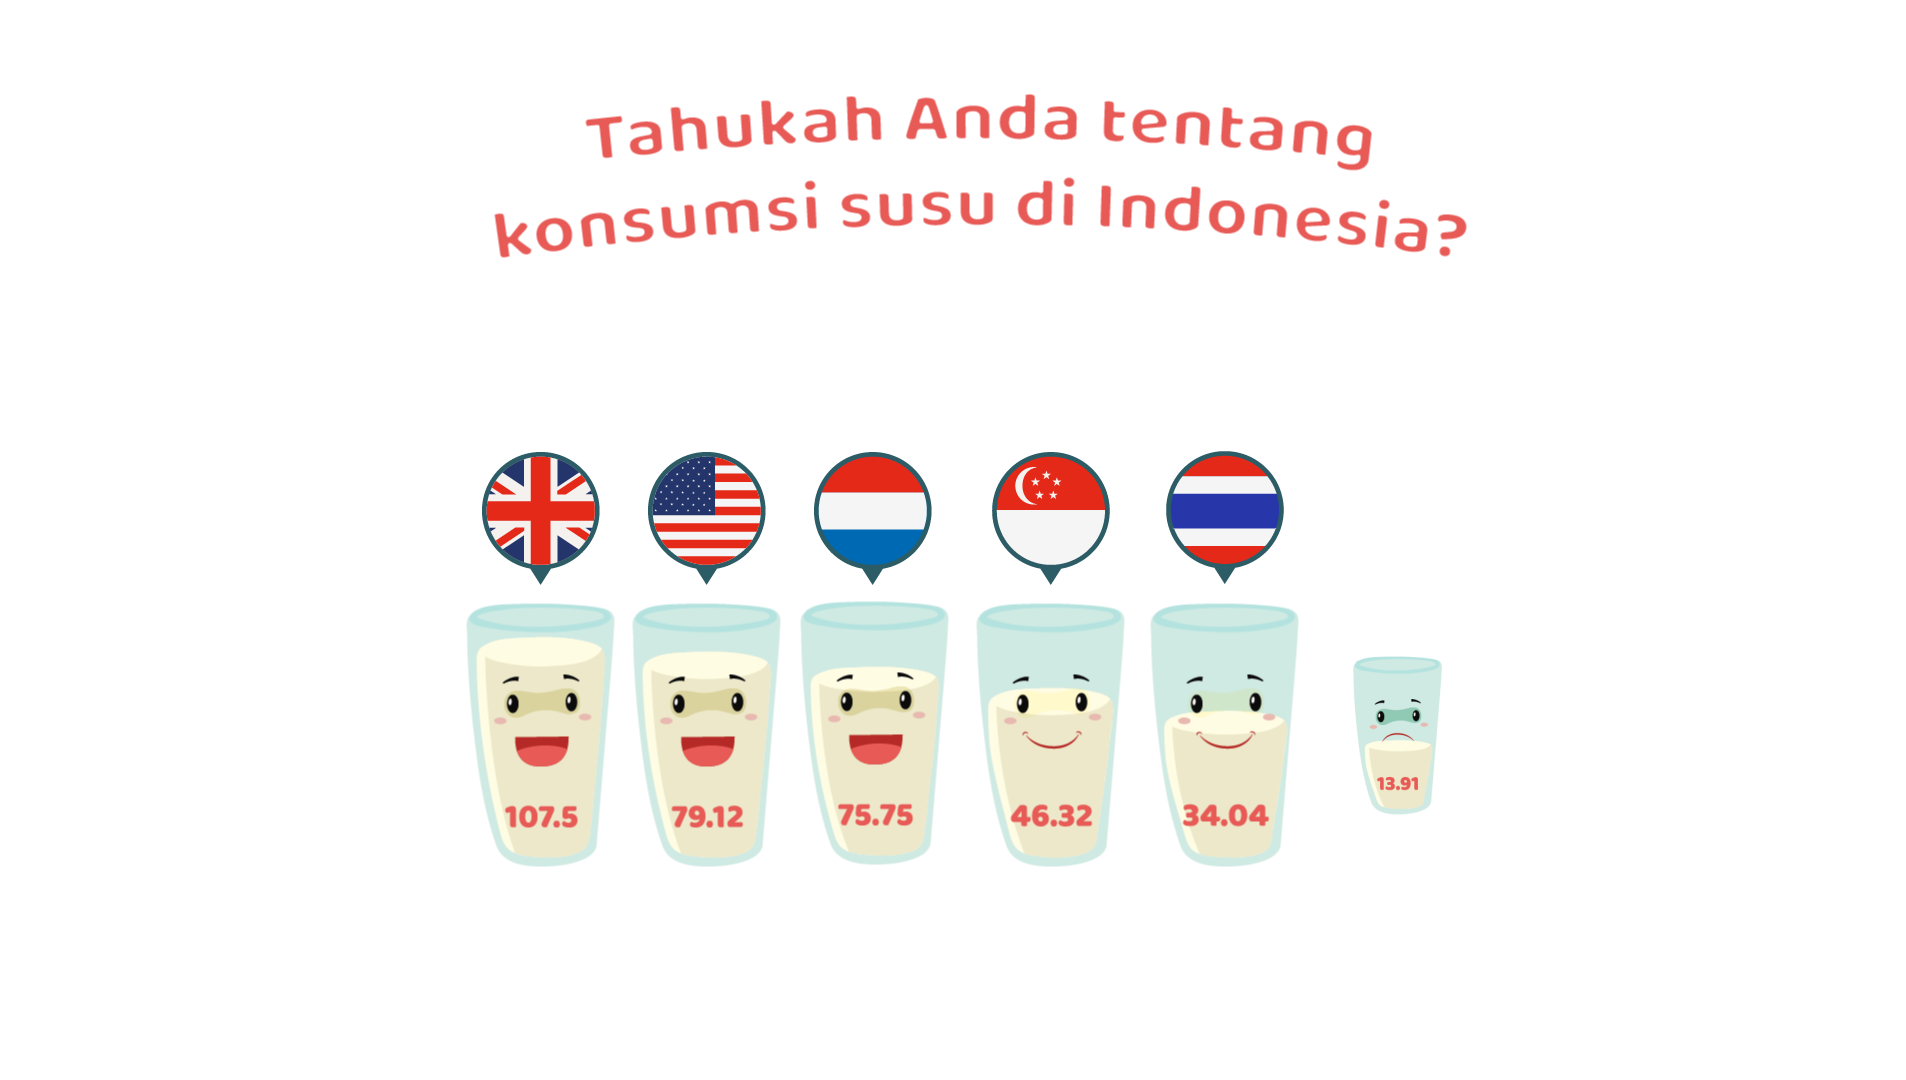 Tahukah Anda tentang
konsumsi susu di Indonesia?
107.5 79.12 75.75 46.32 34.04 13.91